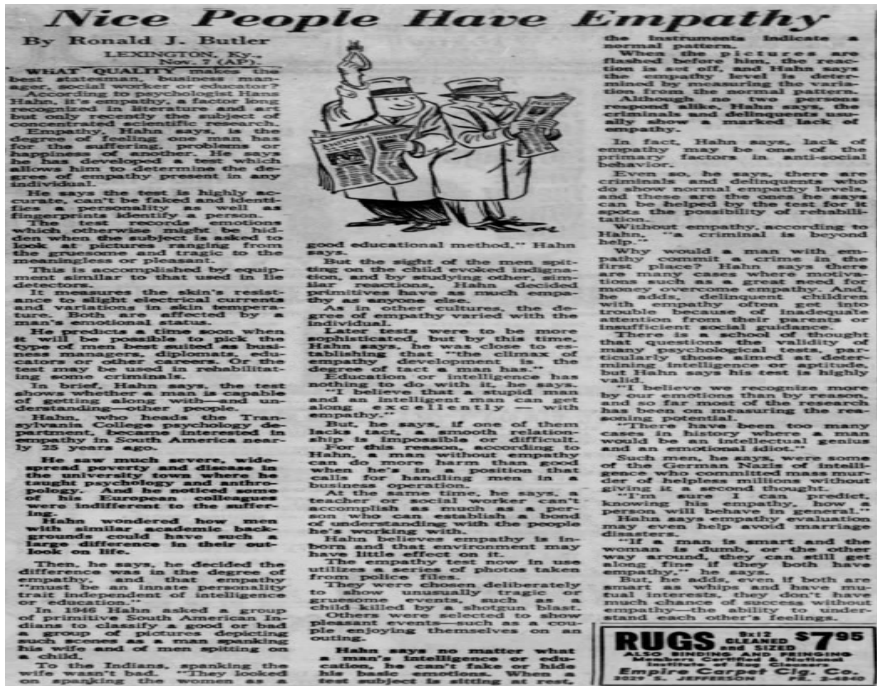 Nice People Have Empathy
By Ronald J. Butler
LEXINGTON, Ky.,
Nov. 7 (AP).
WHAT QUALITY makes the
best statesman, business man-
ager, social worker or educator?
According to psychologist Hans
Hahn, it's empathy, a factor long
recognized in literature and art
but only recently the subject of
concentrated scientific research.
Empathy, Hahn says, is the
degree of feeling one man has
for the suffering, problems or
happiness of another. He says
he has developed a test which
allows him to determine the de-
gree of empathy present in any
individual.
He says the test is highly ac-
curate, can't be faked and identi-
fies a personality as well as
fingerprints identify a person.
The test records emotions
which otherwise might be hid-
den when the subject is asked to
look at pictures ranging from
the gruesome and tragic to the
meaningless or pleasant.
This is accomplished by equip-
ment similar to that used in lie
detectors.
It measures the skin's resist-
ance to slight electrical currents
and variations in skin tempera-
ture. Both are affected by a
man's emotional status.
He predicts a time soon when
it will be possible to pick the
type of men best suited as busi-
ness managers, diplomats, edu-
cators or other careers. Or the
test may be used in rehabilitat-
ing some criminals.
In brief, Hahn says, the test
shows whether a man is capable
of getting along with—and un-
derstanding—other people.
Hahn, who heads the Tran-
sylvania College psychology de-
partment, became interested in
empathy in South America near-
ly 25 years ago.
He saw much severe, wide-
spread poverty and disease in
the university town where he
taught psychology and anthro-
pology. And he noticed some
of his European colleagues
were indifferent to the suffer-
ing.
Hahn wondered how men
with similar academic back-
grounds could have such a
large difference in their out-
look on life.
Then, he says, he decided the
difference was in the degree of
empathy, and that empathy
"must be an innate personality
trait independent of intelligence
or education."
In 1946 Hahn asked a group
of primitive South American In-
dians to classify a good or bad
a group of pictures depicting
such scenes as a man spanking
his wife and of men spitting on
a child.
To the Indians, spanking the
wife wasn't bad. "They looked
on spanking the women as a
good educational method," Hahn
says.
But the sight of the men spit-
ting on the child evoked indigna-
tion, and by studying other, sim-
ilar reactions, Hahn decided
primitives have as much empa-
thy as anyone else.
As in other cultures, the de-
gree of empathy varied with the
individual.
Later tests were to be more
sophisticated, but by this time,
Hahn says, he was close to es-
tablishing that "the climax of
empathy development is the
degree of tact a man has."
Education or intelligence has
nothing to do with it, he says.
"I believe that a stupid man
and an intelligent man can get
along excellently with
empathy."
But, he says, if one of them
lacks tact, a smooth relation-
ship is impossible or difficult.
For this reason, according to
Hahn, a man without empathy
can do more harm than good
when he's in a position that
calls for handling men in a
business operation.
At the same time, he says, a
teacher or social worker can't
accomplish as much as a per-
son who can establish a bond
of understanding with the people
he's working with.
Hahn believes empathy is in-
born and that environment may
have little effect on it.
The empathy test now in use
utilizes a series of photos taken
from police files.
They were chosen deliberately
to show unusually tragic or
gruesome events, such as a
child killed by a shotgun blast.
Others were selected to show
pleasant events—such as a cou-
ple enjoying themselves on an
outing.
Hahn says no matter what
a man's intelligence or edu-
cation, he can't fake or hide
his basic emotions. When a
test subject is sitting at rest,
the instruments indicate a
normal pattern.
When the pictures are
flashed before him, the reac-
tion is set off, and Hahn says
the empathy level is deter-
mined by measuring the varia-
tion from the normal pattern.
Although no two persons
respond alike, Hahn says, the
criminals and delinquents usu-
ally show a marked lack of
empathy.
In fact, Hahn says, lack of
empathy may be one of the
primary factors in anti-social
behavior.
Even so, he says, there are
criminals and delinquents who
do show normal empathy levels,
and these are the ones he says
can be helped by the test for it
spots the possibility of rehabili-
tation.
Without empathy, according to
Hahn, "a criminal is beyond
help."
Why would a man with em-
pathy commit a crime in the
first place? Hahn says there
are many cases where motiva-
tions such as a great need for
money overcome empathy. And,
he adds, delinquent children
with empathy often get into
trouble because of inadequate
attention from their parents or
insufficient social guidance.
There is a school of thought
that questions the validity of
many psychological tests, par-
ticularly those aimed at deter-
mining intelligence or aptitude,
but Hahn says his test is highly
valid.
"I believe we recognize more
by our emotions than by reason,
and so far most of the research
has been on measuring the rea-
soning potential.
"There have been too many
cases in history where a man
would be an intellectual genius
and an emotional idiot."
Such men, he says, were some
of the German Nazis of intelli-
gence who committed mass mur-
der of helpless millions without
giving it a second thought.
"I'm sure I can predict,
knowing his empathy, how a
person will behave in general."
Hahn says empathy evaluation
may even help avoid marriage
disasters.
"If a man is smart and the
woman is dumb, or the other
way around, they can still get
along fine if they both have
empathy," he says.
But, he adds, even if both are
smart as whips and have mu-
tual interests, they don't have
much chance of success without
empathy—the ability to under-
stand each other's feelings.
RUGS 9x12 CLEANED and SIZED $7.95
ALSO BINDING AND FRINGING
Members Certified & National
Institute of Rug Cleaning
Empire Carpet Clg. Co.
3629 S. JEFFERSON PR. 2-6840